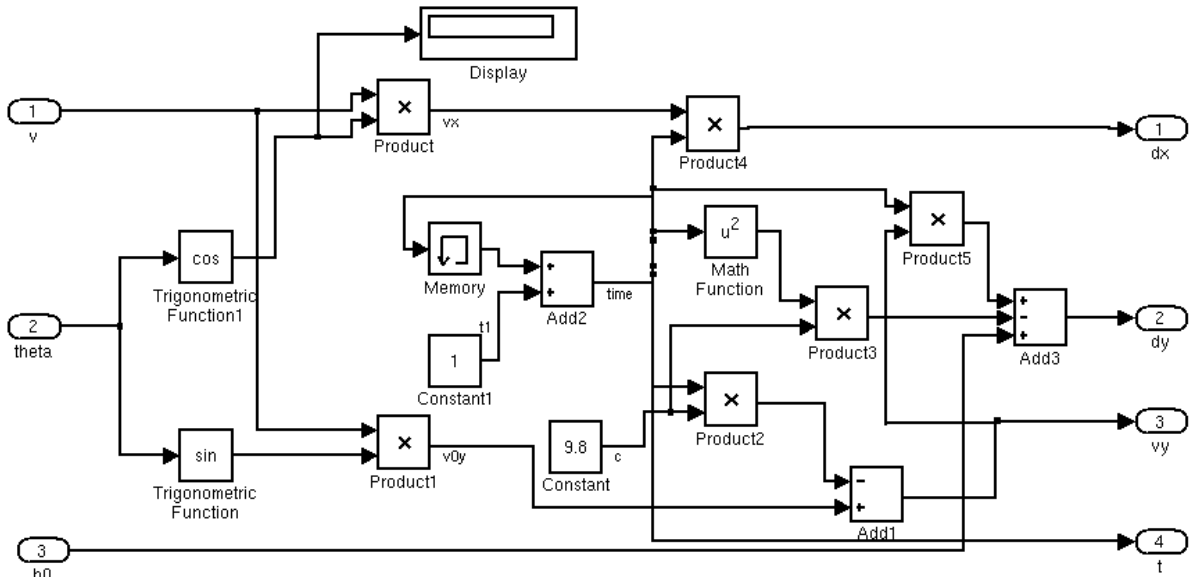 Display
1
v
×
Product
vx
×
Product4
1
dx
cos
Trigonometric
Function1
Memory
+
+
Add2
time
u²
Math
Function
×
Product5
2
theta
t1
1
Constant1
×
Product3
+
−
+
Add3
2
dy
sin
Trigonometric
Function
×
Product1
v0y
9.8
Constant
c
×
Product2
3
vy
−
+
Add1
3
h0
4
t